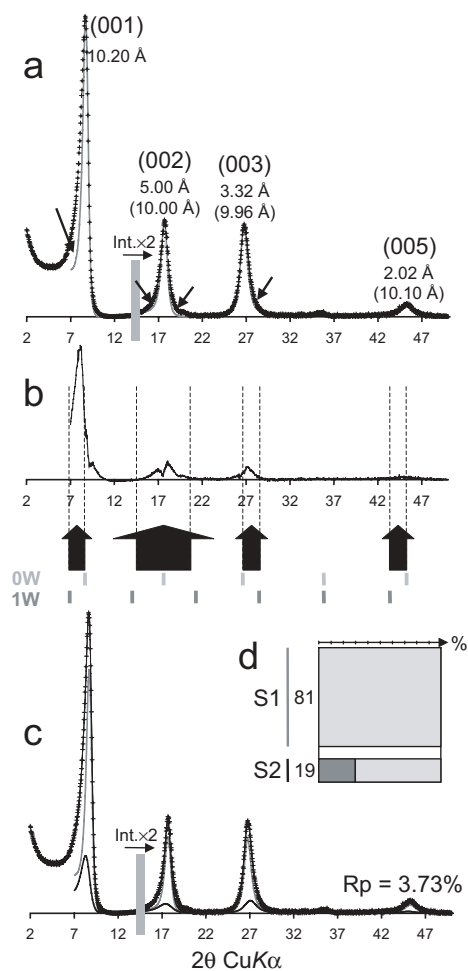 a
(001)
10.20 Å
(002)
5.00 Å
(10.00 Å)
(003)
3.32 Å
(9.96 Å)
(005)
2.02 Å
(10.10 Å)
Int.×2
2 7 12 17 22 27 32 37 42 47
b
2 7 12 17 22 27 32 37 42 47
0W
1W
c
d
%
S1 81
S2 19
Int.×2
Rp = 3.73%
2 7 12 17 22 27 32 37 42 47
2θ CuKα